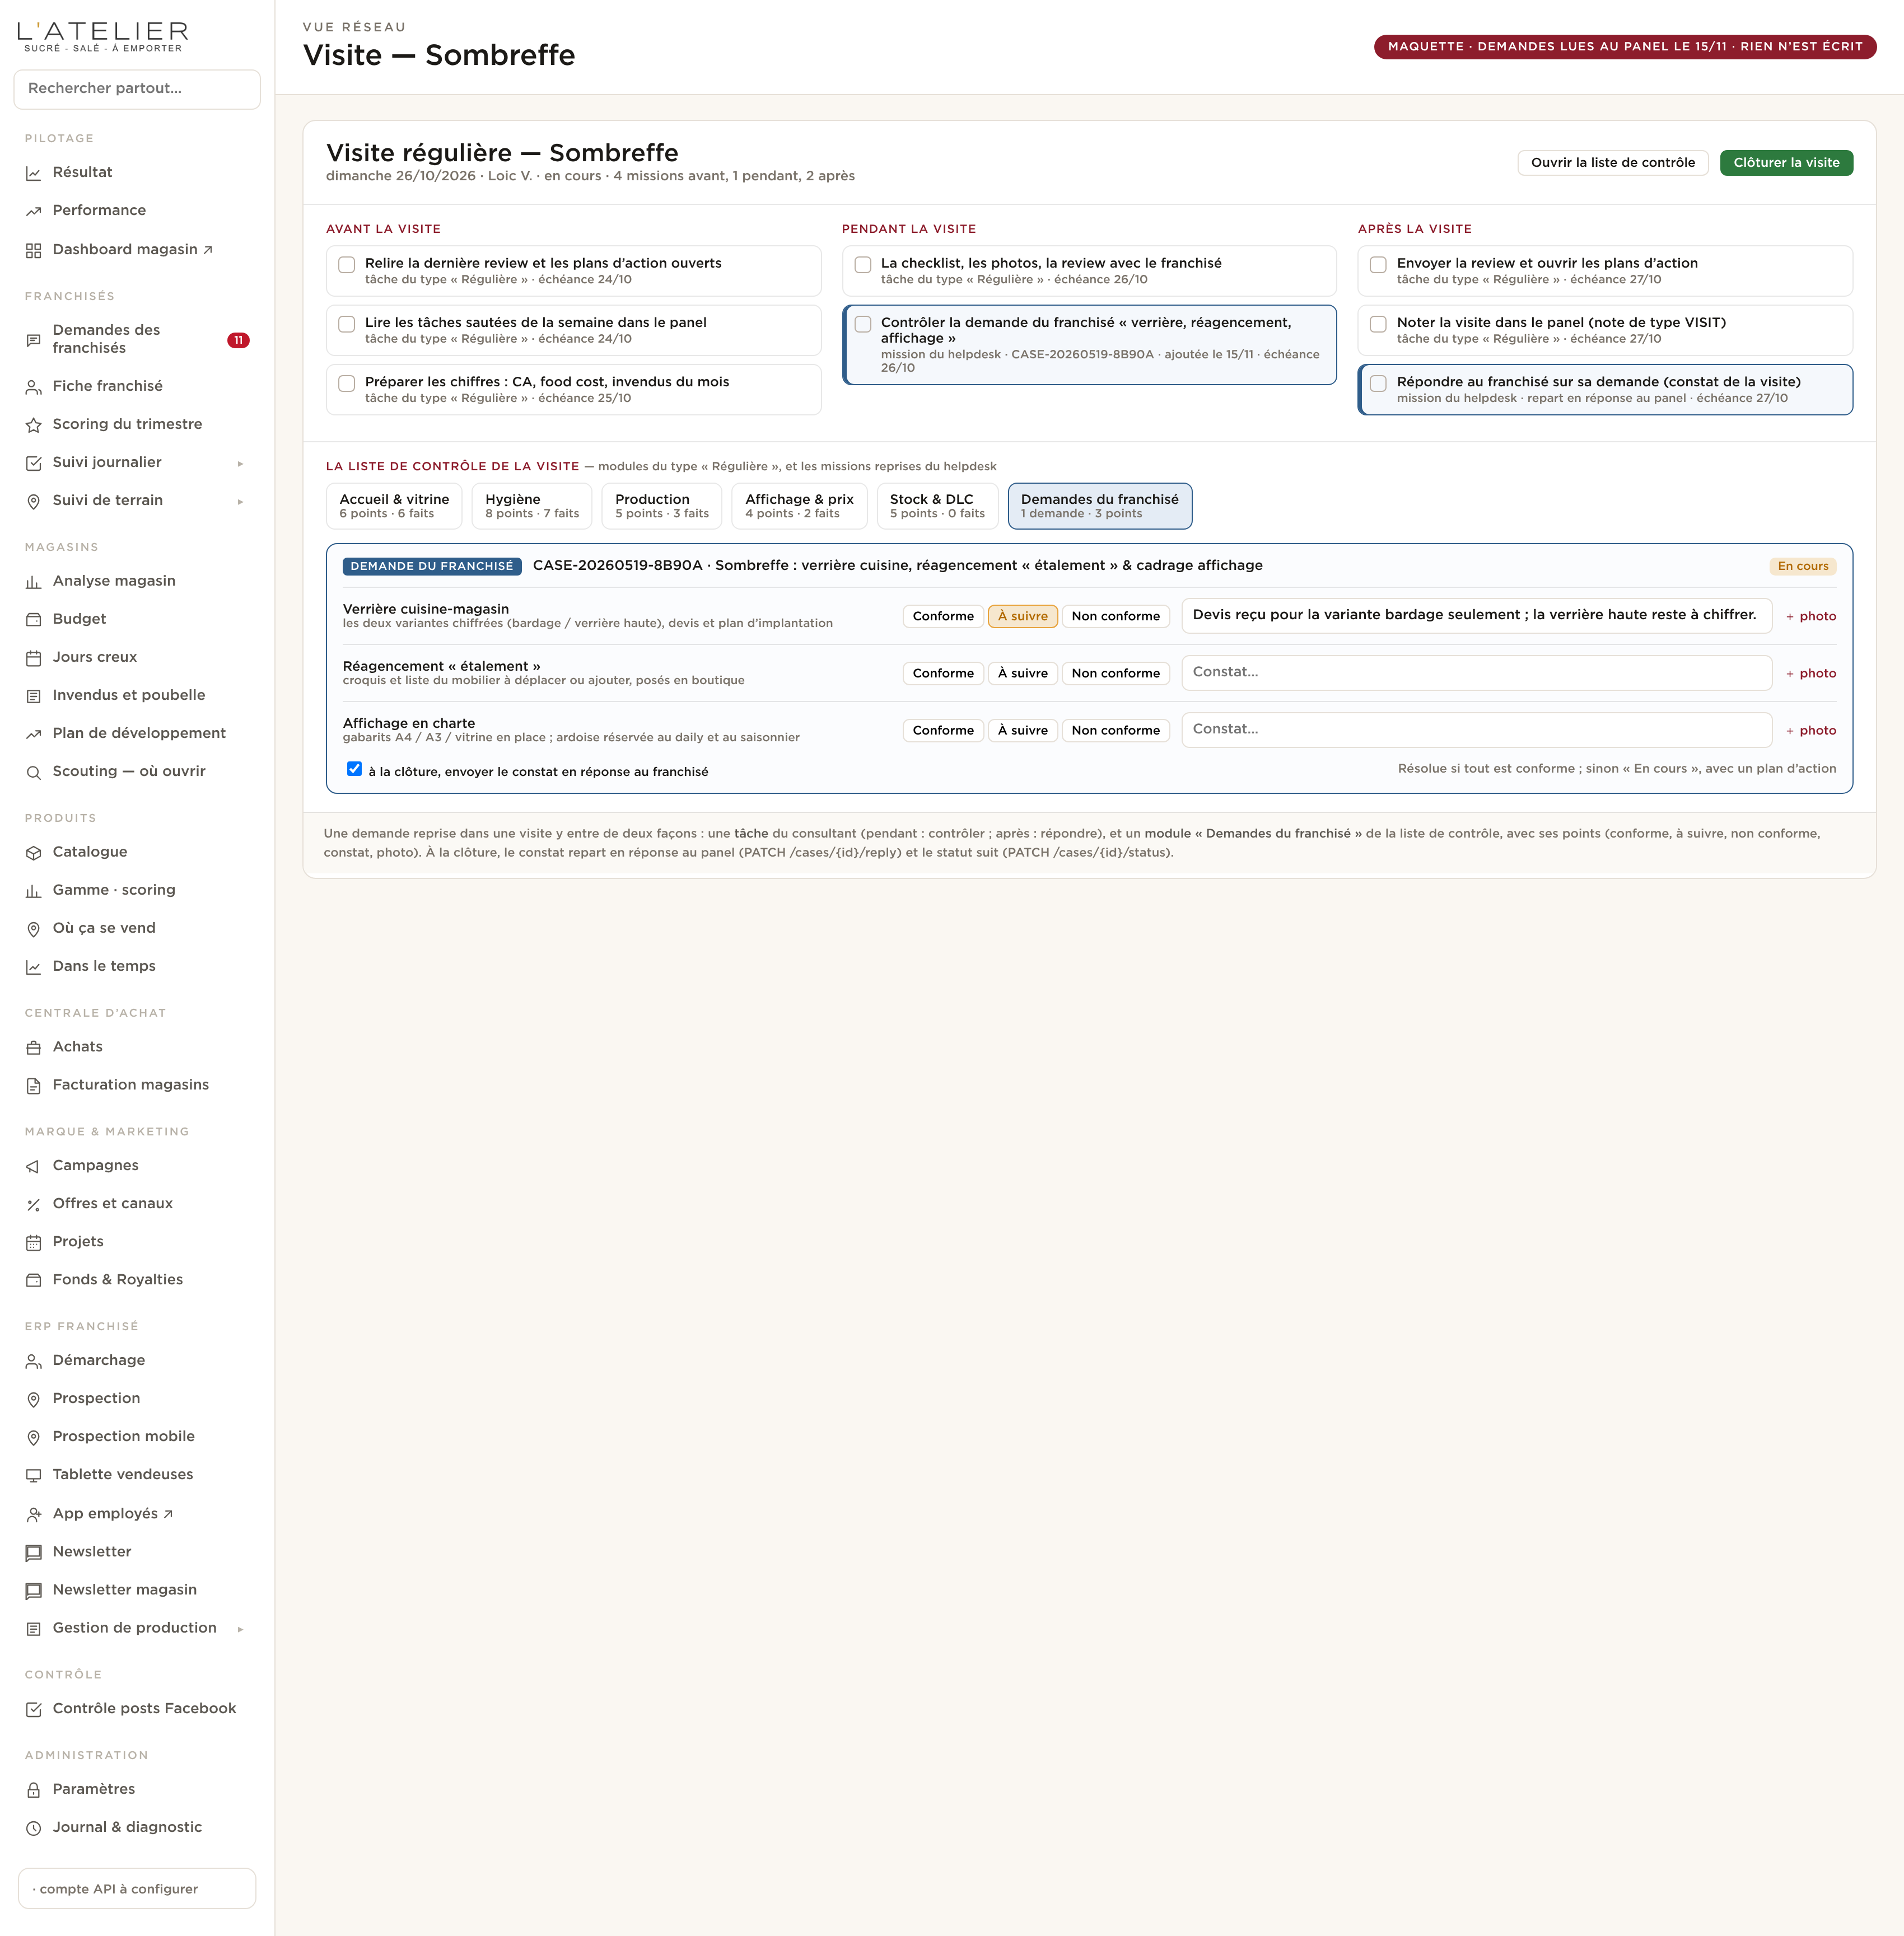 L'ATELIER
SUCRÉ - SALÉ - À EMPORTER
Rechercher partout...
PILOTAGE
Résultat
Performance
Dashboard magasin ↗
FRANCHISÉS
Demandes des
franchisés
11
Fiche franchisé
Scoring du trimestre
Suivi journalier ▸
Suivi de terrain ▸
MAGASINS
Analyse magasin
Budget
Jours creux
Invendus et poubelle
Plan de développement
Scouting — où ouvrir
PRODUITS
Catalogue
Gamme · scoring
Où ça se vend
Dans le temps
CENTRALE D'ACHAT
Achats
Facturation magasins
MARQUE & MARKETING
Campagnes
Offres et canaux
Projets
Fonds & Royalties
ERP FRANCHISÉ
Démarchage
Prospection
Prospection mobile
Tablette vendeuses
App employés ↗
Newsletter
Newsletter magasin
Gestion de production ▸
CONTRÔLE
Contrôle posts Facebook
ADMINISTRATION
Paramètres
Journal & diagnostic
· compte API à configurer
VUE RÉSEAU
Visite — Sombreffe
MAQUETTE · DEMANDES LUES AU PANEL LE 15/11 · RIEN N'EST ÉCRIT
Visite régulière — Sombreffe
dimanche 26/10/2026 · Loic V. · en cours · 4 missions avant, 1 pendant, 2 après
Ouvrir la liste de contrôle
Clôturer la visite
AVANT LA VISITE
Relire la dernière review et les plans d'action ouverts
tâche du type « Régulière » · échéance 24/10
Lire les tâches sautées de la semaine dans le panel
tâche du type « Régulière » · échéance 24/10
Préparer les chiffres : CA, food cost, invendus du mois
tâche du type « Régulière » · échéance 25/10
PENDANT LA VISITE
La checklist, les photos, la review avec le franchisé
tâche du type « Régulière » · échéance 26/10
Contrôler la demande du franchisé « verrière, réagencement,
affichage »
mission du helpdesk · CASE-20260519-8B90A · ajoutée le 15/11 · échéance
26/10
APRÈS LA VISITE
Envoyer la review et ouvrir les plans d'action
tâche du type « Régulière » · échéance 27/10
Noter la visite dans le panel (note de type VISIT)
tâche du type « Régulière » · échéance 27/10
Répondre au franchisé sur sa demande (constat de la visite)
mission du helpdesk · repart en réponse au panel · échéance 27/10
LA LISTE DE CONTRÔLE DE LA VISITE — modules du type « Régulière », et les missions reprises du helpdesk
Accueil & vitrine
6 points · 6 faits
Hygiène
8 points · 7 faits
Production
5 points · 3 faits
Affichage & prix
4 points · 2 faits
Stock & DLC
5 points · 0 faits
Demandes du franchisé
1 demande · 3 points
DEMANDE DU FRANCHISÉ CASE-20260519-8B90A · Sombreffe : verrière cuisine, réagencement « étalement » & cadrage affichage En cours
Verrière cuisine-magasin
les deux variantes chiffrées (bardage / verrière haute), devis et plan d'implantation
Conforme À suivre Non conforme Devis reçu pour la variante bardage seulement ; la verrière haute reste à chiffrer. + photo
Réagencement « étalement »
croquis et liste du mobilier à déplacer ou ajouter, posés en boutique
Conforme À suivre Non conforme Constat... + photo
Affichage en charte
gabarits A4 / A3 / vitrine en place ; ardoise réservée au daily et au saisonnier
Conforme À suivre Non conforme Constat... + photo
à la clôture, envoyer le constat en réponse au franchisé
Résolue si tout est conforme ; sinon « En cours », avec un plan d'action
Une demande reprise dans une visite y entre de deux façons : une tâche du consultant (pendant : contrôler ; après : répondre), et un module « Demandes du franchisé » de la liste de contrôle, avec ses points (conforme, à suivre, non conforme,
constat, photo). À la clôture, le constat repart en réponse au panel (PATCH /cases/{id}/reply) et le statut suit (PATCH /cases/{id}/status).